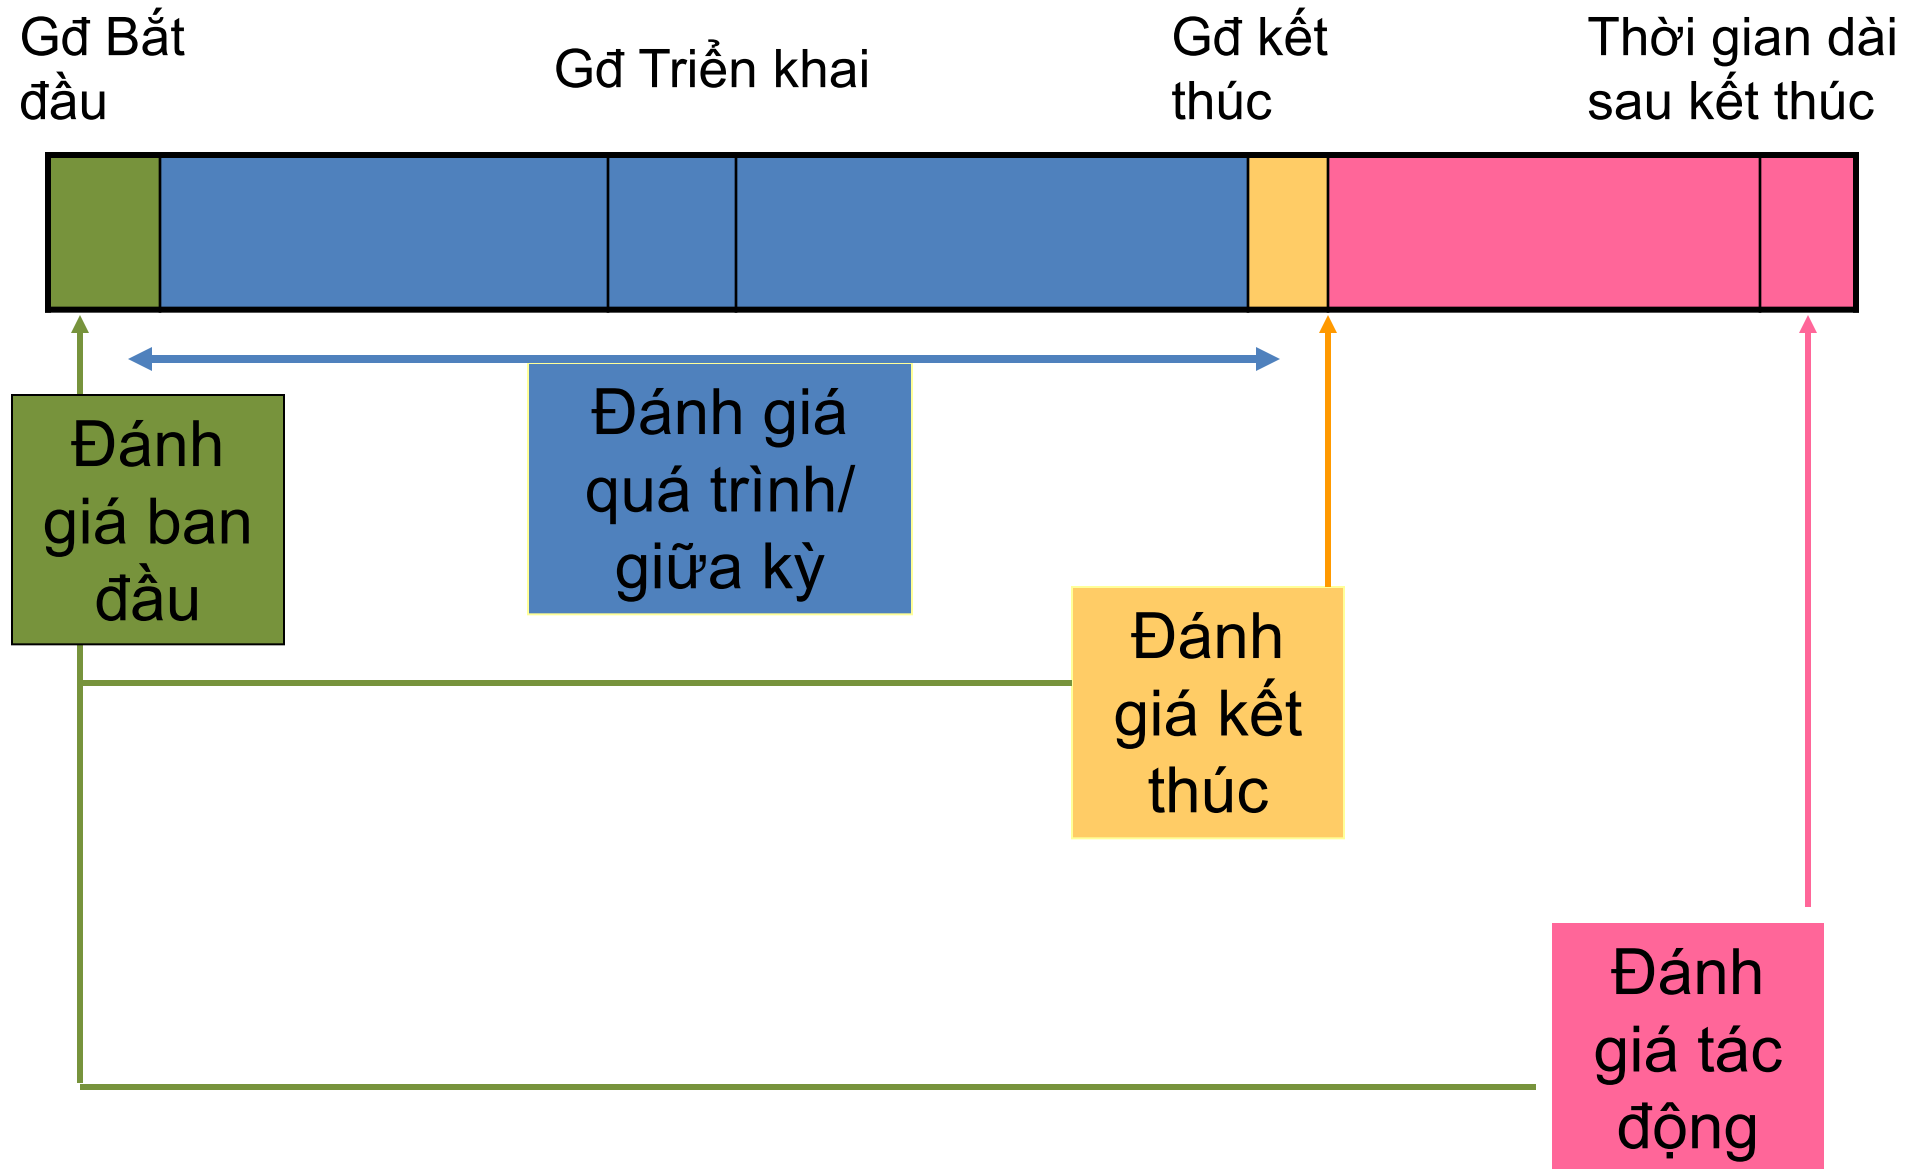 Gđ Bắt
đầu
Gđ Triển khai
Gđ kết
thúc
Thời gian dài
sau kết thúc
Đánh
giá ban
đầu
Đánh giá
quá trình/
giữa kỳ
Đánh
giá kết
thúc
Đánh
giá tác
động